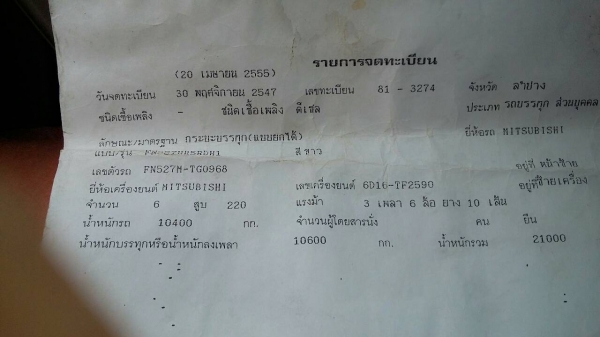 รายการจดทะเบียน
(20 เมษายน 2555)
วันจดทะเบียน 30 พฤศจิกายน 2547 เลขทะเบียน 81 - 3274 จังหวัด ลำปาง
ชนิดเชื้อเพลิง - ชนิดเชื้อเพลิง ดีเซล ประเภท รถบรรทุก ส่วนบุคคล
ลักษณะ/มาตรฐาน กระบะบรรทุก(แบบยกได้) ยี่ห้อรถ MITSUBISHI
แบบ/รุ่น สี ขาว
เลขตัวรถ FN527M-TG0968 อยู่ที่ หน้าซ้าย
ยี่ห้อเครื่องยนต์ MITSUBISHI เลขเครื่องยนต์ 6D16-TF2590 อยู่ที่ ซ้ายเครื่อง
จำนวน 6 สูบ 220 แรงม้า 3 เพลา 6 ล้อ ยาง 10 เส้น
น้ำหนักรถ 10400 กก. จำนวนผู้โดยสารนั่ง คน ยืน
น้ำหนักบรรทุกหรือน้ำหนักลงเพลา 10600 กก. น้ำหนักรวม 21000